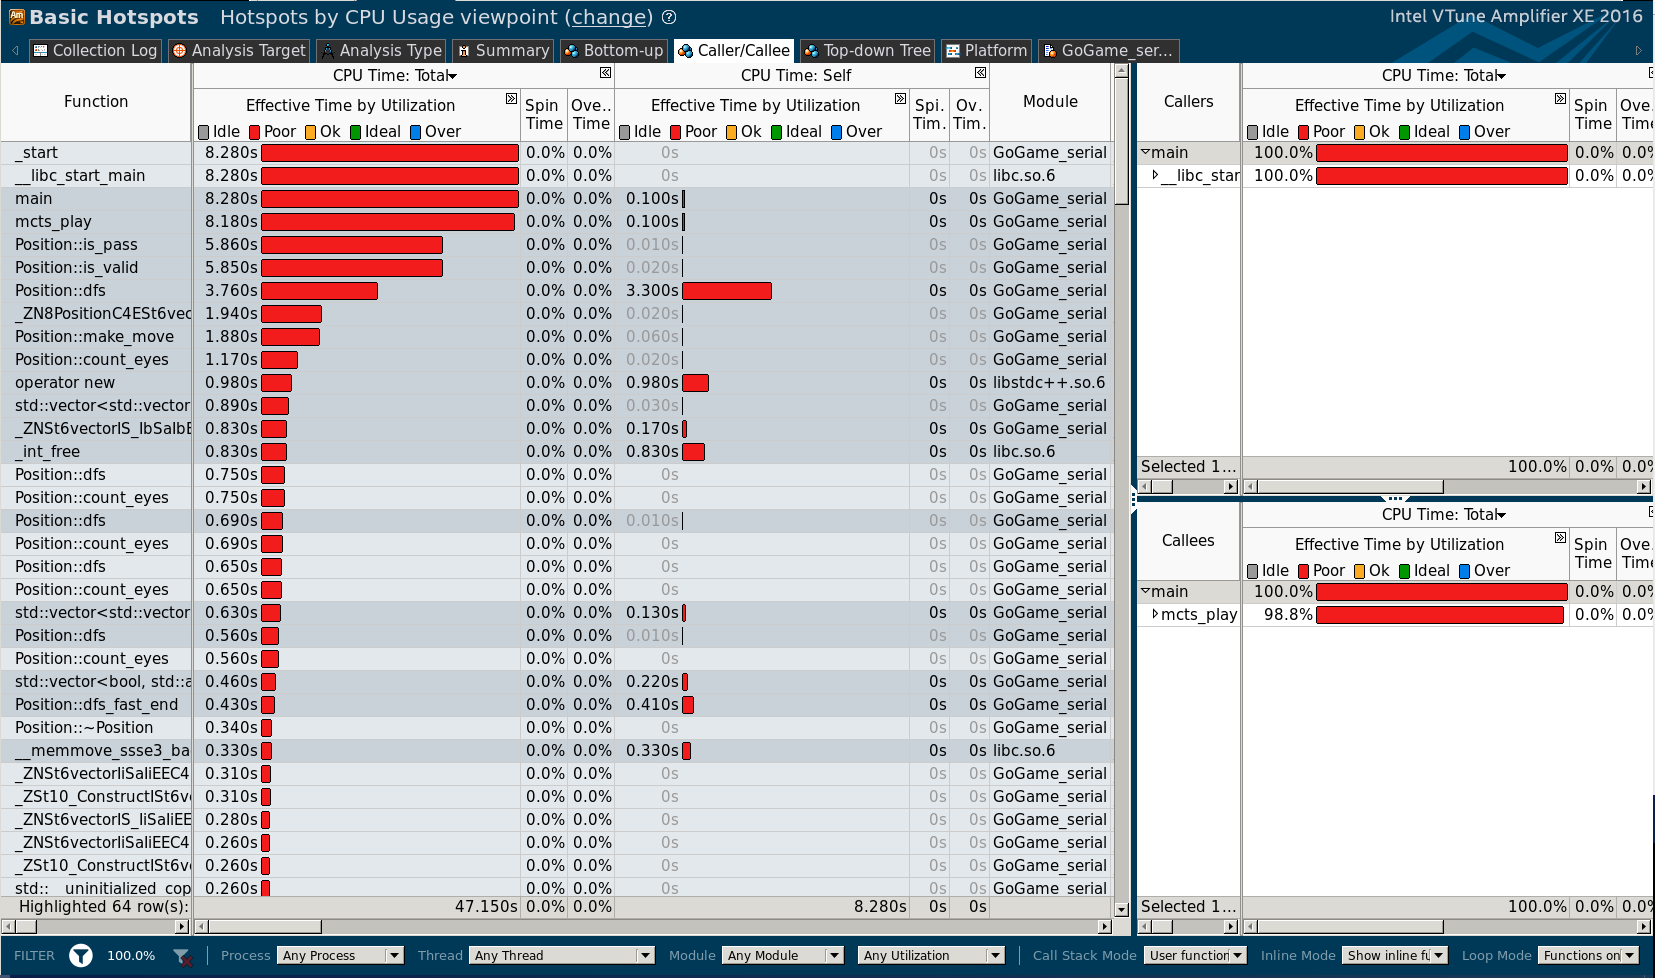 Basic Hotspots Hotspots by CPU Usage viewpoint (change) ?
Intel VTune Amplifier XE 2016
Collection Log Analysis Target Analysis Type Summary Bottom-up Caller/Callee Top-down Tree Platform GoGame_ser...
Function
CPU Time: Total
CPU Time: Self
Module
Effective Time by Utilization
Idle Poor Ok Ideal Over
Spin Time
Ove.. Time
Effective Time by Utilization
Idle Poor Ok Ideal Over
Spi. Tim.
Ov. Tim.
_start 8.280s 0.0% 0.0% 0s 0s 0s GoGame_serial
__libc_start_main 8.280s 0.0% 0.0% 0s 0s 0s libc.so.6
main 8.280s 0.0% 0.0% 0.100s 0s 0s GoGame_serial
mcts_play 8.180s 0.0% 0.0% 0.100s 0s 0s GoGame_serial
Position::is_pass 5.860s 0.0% 0.0% 0.010s 0s 0s GoGame_serial
Position::is_valid 5.850s 0.0% 0.0% 0.020s 0s 0s GoGame_serial
Position::dfs 3.760s 0.0% 0.0% 3.300s 0s 0s GoGame_serial
_ZN8PositionC4ESt6vec 1.940s 0.0% 0.0% 0.020s 0s 0s GoGame_serial
Position::make_move 1.880s 0.0% 0.0% 0.060s 0s 0s GoGame_serial
Position::count_eyes 1.170s 0.0% 0.0% 0.020s 0s 0s GoGame_serial
operator new 0.980s 0.0% 0.0% 0.980s 0s 0s libstdc++.so.6
std::vector<std::vector 0.890s 0.0% 0.0% 0.030s 0s 0s GoGame_serial
_ZNSt6vectorIS_IbSaIbE 0.830s 0.0% 0.0% 0.170s 0s 0s GoGame_serial
_int_free 0.830s 0.0% 0.0% 0.830s 0s 0s libc.so.6
Position::dfs 0.750s 0.0% 0.0% 0s 0s 0s GoGame_serial
Position::count_eyes 0.750s 0.0% 0.0% 0s 0s 0s GoGame_serial
Position::dfs 0.690s 0.0% 0.0% 0.010s 0s 0s GoGame_serial
Position::count_eyes 0.690s 0.0% 0.0% 0s 0s 0s GoGame_serial
Position::dfs 0.650s 0.0% 0.0% 0s 0s 0s GoGame_serial
Position::count_eyes 0.650s 0.0% 0.0% 0s 0s 0s GoGame_serial
std::vector<std::vector 0.630s 0.0% 0.0% 0.130s 0s 0s GoGame_serial
Position::dfs 0.560s 0.0% 0.0% 0.010s 0s 0s GoGame_serial
Position::count_eyes 0.560s 0.0% 0.0% 0s 0s 0s GoGame_serial
std::vector<bool, std::a 0.460s 0.0% 0.0% 0.220s 0s 0s GoGame_serial
Position::dfs_fast_end 0.430s 0.0% 0.0% 0.410s 0s 0s GoGame_serial
Position::~Position 0.340s 0.0% 0.0% 0s 0s 0s GoGame_serial
__memmove_ssse3_ba 0.330s 0.0% 0.0% 0.330s 0s 0s libc.so.6
_ZNSt6vectorIiSaIiEEC4 0.310s 0.0% 0.0% 0s 0s 0s GoGame_serial
_ZSt10_ConstructISt6v 0.310s 0.0% 0.0% 0s 0s 0s GoGame_serial
_ZNSt6vectorIS_IiSaIiEE 0.280s 0.0% 0.0% 0s 0s 0s GoGame_serial
_ZNSt6vectorIiSaIiEEC4 0.260s 0.0% 0.0% 0s 0s 0s GoGame_serial
_ZSt10_ConstructISt6v 0.260s 0.0% 0.0% 0s 0s 0s GoGame_serial
std::__uninitialized_cop 0.260s 0.0% 0.0% 0s 0s 0s GoGame_serial
Highlighted 64 row(s): 47.150s 0.0% 0.0% 8.280s 0s 0s
Callers
CPU Time: Total
Effective Time by Utilization
Idle Poor Ok Ideal Over
Spin Time
Ove. Time
main 100.0% 0.0% 0.0%
__libc_star 100.0% 0.0% 0.0%
Selected 1... 100.0% 0.0% 0.0%
Callees
CPU Time: Total
Effective Time by Utilization
Idle Poor Ok Ideal Over
Spin Time
Ove. Time
main 100.0% 0.0% 0.0%
mcts_play 98.8% 0.0% 0.0%
Selected 1... 100.0% 0.0% 0.0%
FILTER 100.0% Process Any Process Thread Any Thread Module Any Module Any Utilization Call Stack Mode User function Inline Mode Show inline fu Loop Mode Functions on